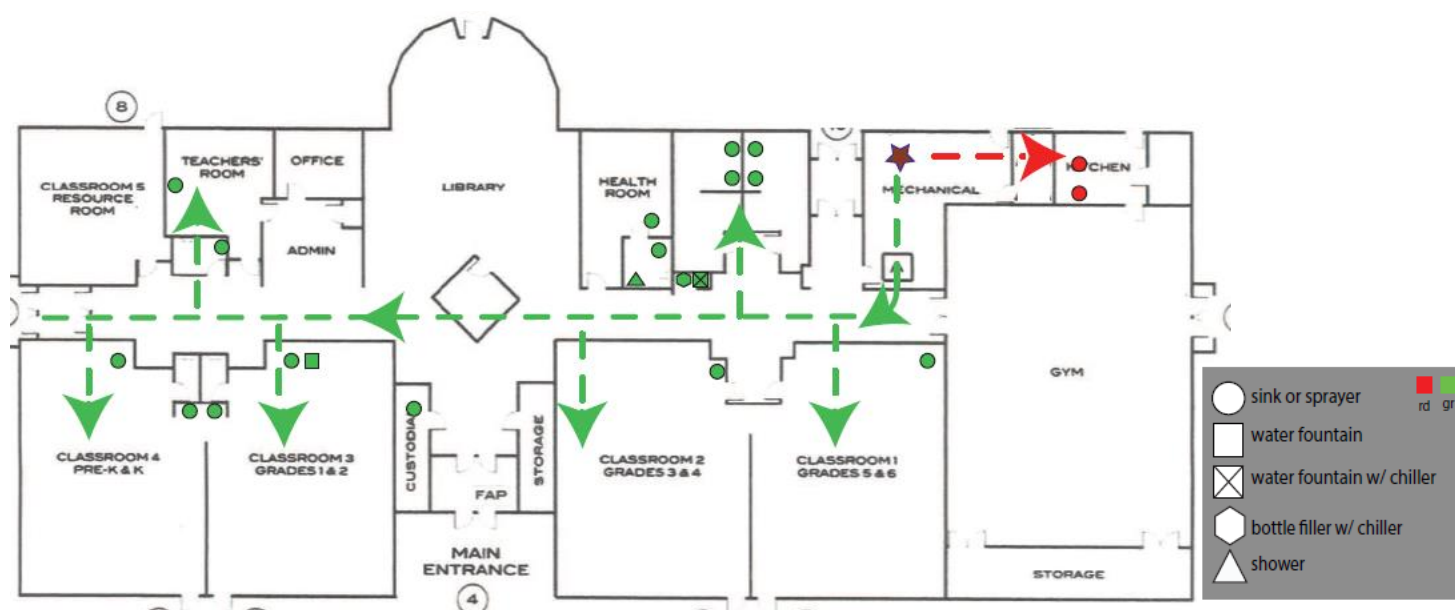 8
CLASSROOM 5
RESOURCE
ROOM
TEACHERS'
ROOM
OFFICE
ADMIN
LIBRARY
HEALTH
ROOM
MECHANICAL
GYM
CLASSROOM 4
PRE-K & K
CLASSROOM 3
GRADES 1 & 2
CUSTODIA
FAP
STORAGE
CLASSROOM 2
GRADES 3 & 4
CLASSROOM 1
GRADES 5 & 6
MAIN
ENTRANCE
4
STORAGE
rd
gr
sink or sprayer
water fountain
water fountain w/ chiller
bottle filler w/ chiller
shower